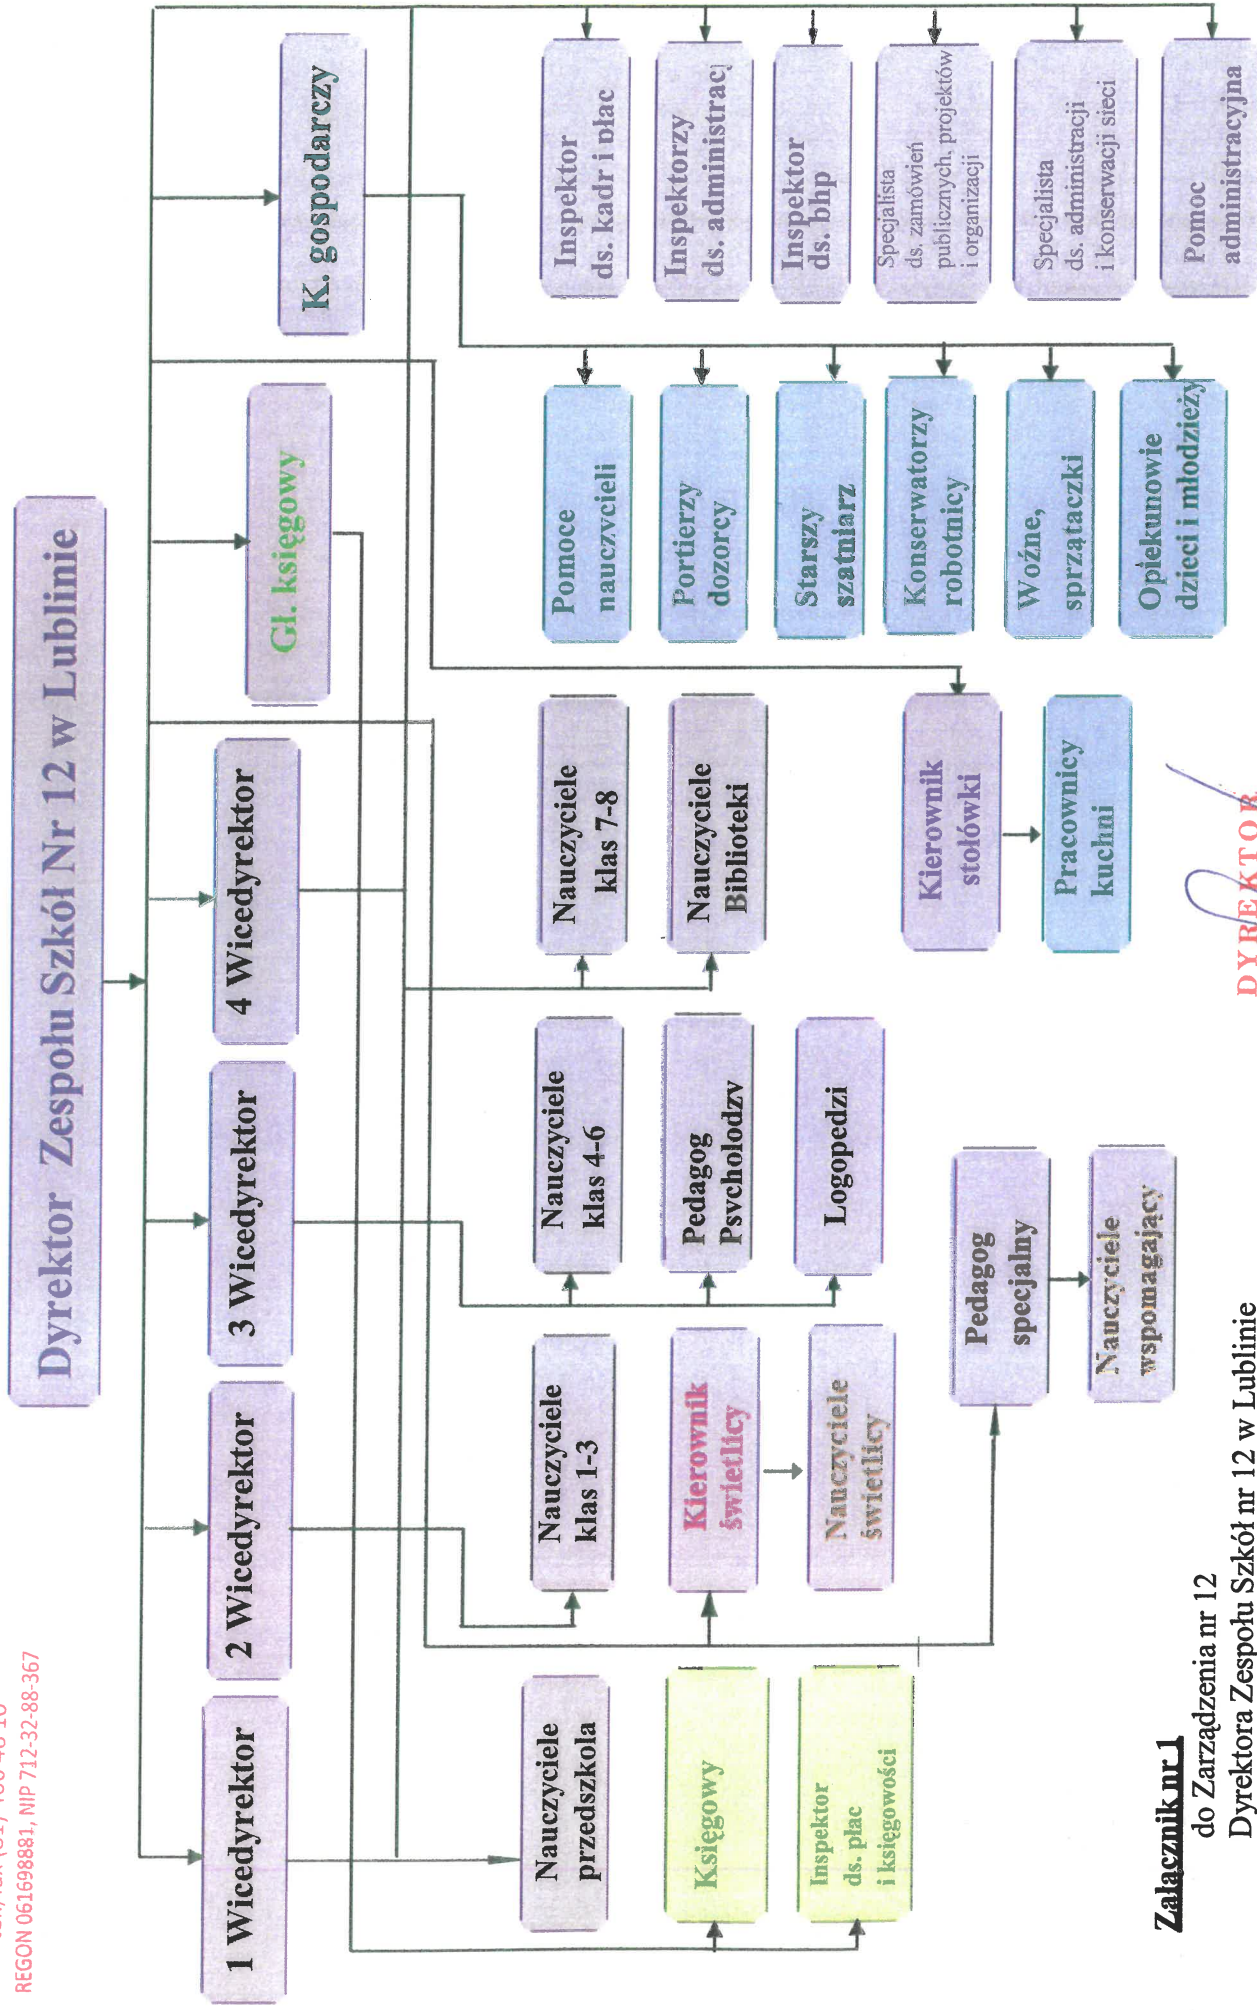 REGON 061698881, NIP 712-32-88-367
Dyrektor Zespołu Szkół Nr 12 w Lublinie
1 Wicedyrektor
2 Wicedyrektor
3 Wicedyrektor
4 Wicedyrektor
Gł. księgowy
K. gospodarczy
Nauczyciele
przedszkola
Księgowy
Inspektor
ds. płac
i księgowości
Nauczyciele
klas 1-3
Kierownik
świetlicy
Nauczyciele
świetlicy
Nauczyciele
klas 4-6
Pedagog
Psycholodzy
Logopedzi
Pedagog
specjalny
Nauczyciele
wspomagający
Nauczyciele
klas 7-8
Nauczyciele
Biblioteki
Kierownik
stołówki
Pracownicy
kuchni
Pomoce
nauczycieli
Portierzy
dozorcy
Starszy
szatniarz
Konserwatorzy
robotnicy
Woźne,
sprzątaczki
Opiekunowie
dzieci i młodzieży
Inspektor
ds. kadr i płac
Inspektorzy
ds. administracj
Inspektor
ds. bhp
Specjalista
ds. zamówień
publicznych, projektów
i organizacji
Specjalista
ds. administracji
i konserwacji sieci
Pomoc
administracyjna
Załącznik nr 1
do Zarządzenia nr 12
Dyrektora Zespołu Szkół nr 12 w Lublinie
DYREKTOR